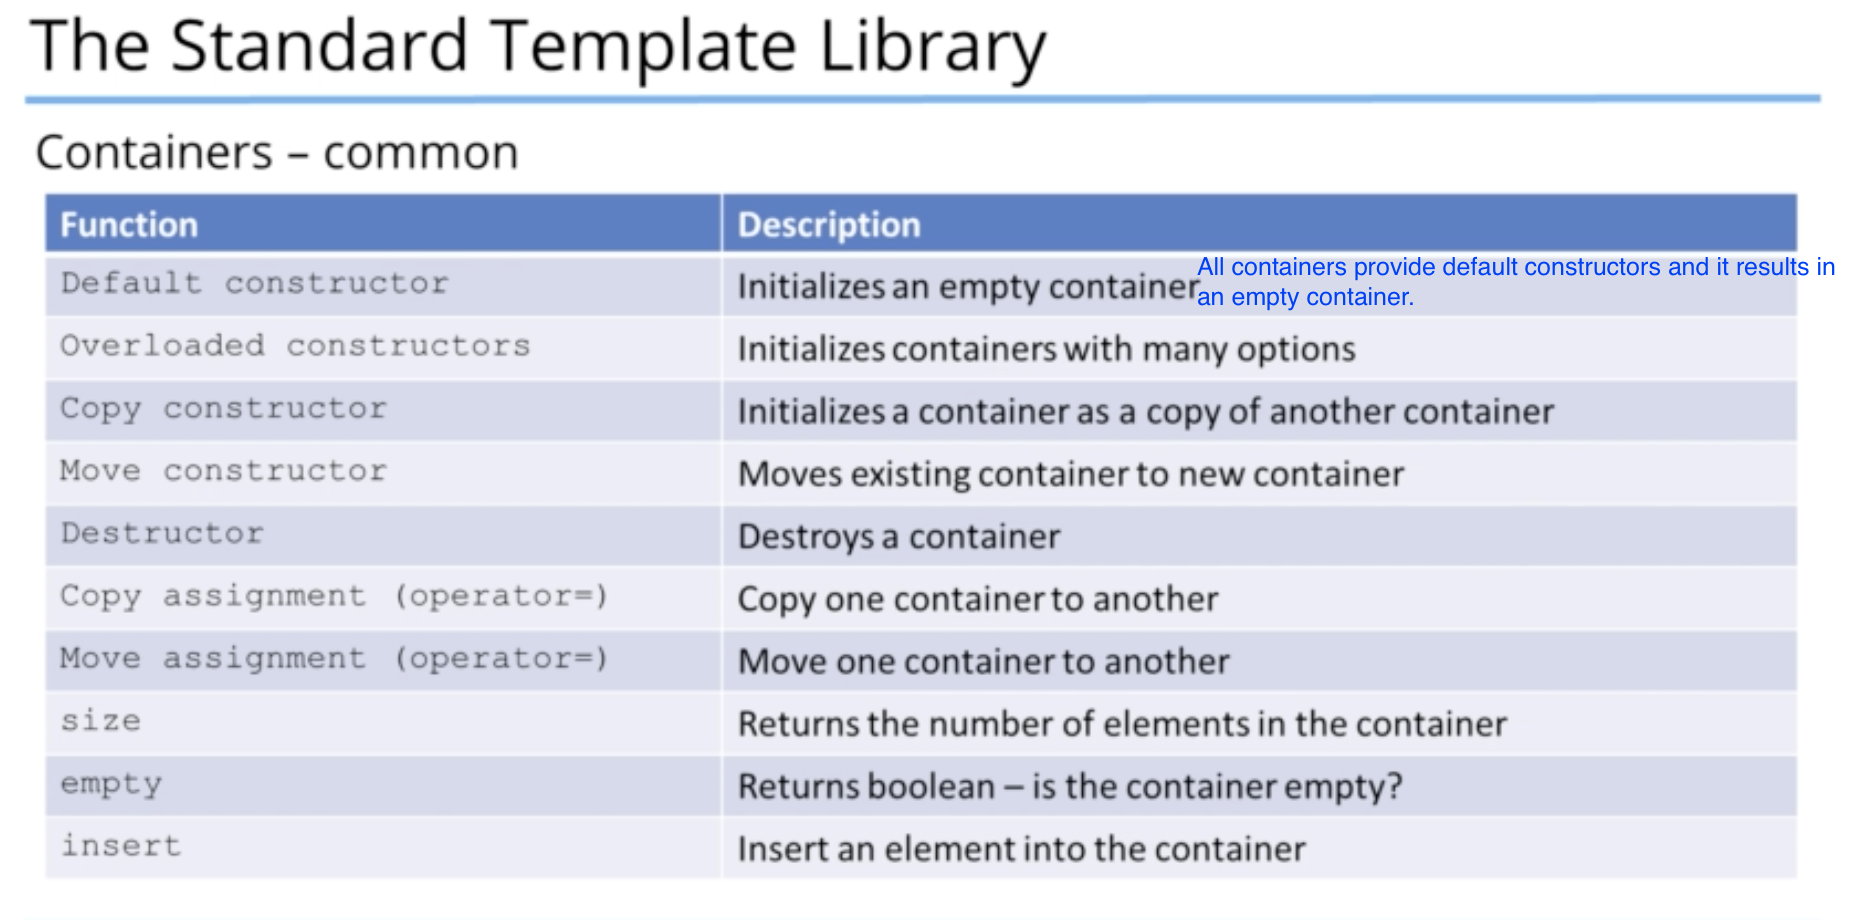 The Standard Template Library
Containers – common
Function Description
Default constructor Initializes an empty container
All containers provide default constructors and it results in
an empty container.
Overloaded constructors Initializes containers with many options
Copy constructor Initializes a container as a copy of another container
Move constructor Moves existing container to new container
Destructor Destroys a container
Copy assignment (operator=) Copy one container to another
Move assignment (operator=) Move one container to another
size Returns the number of elements in the container
empty Returns boolean – is the container empty?
insert Insert an element into the container